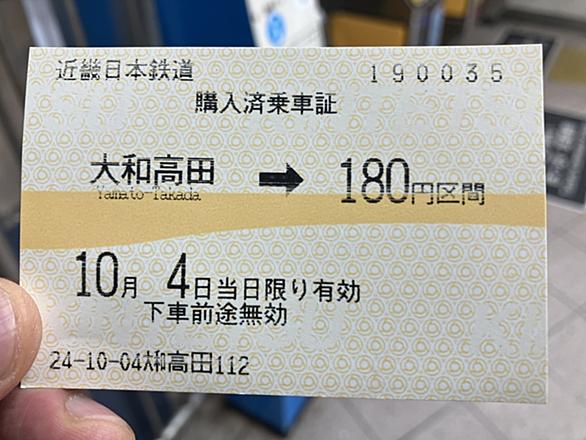 近畿日本鉄道 190035
購入済乗車証
大和高田 ➡ 180円区間
Yamato-Takada
10月 4日当日限り有効
下車前途無効
24-10-04大和高田112